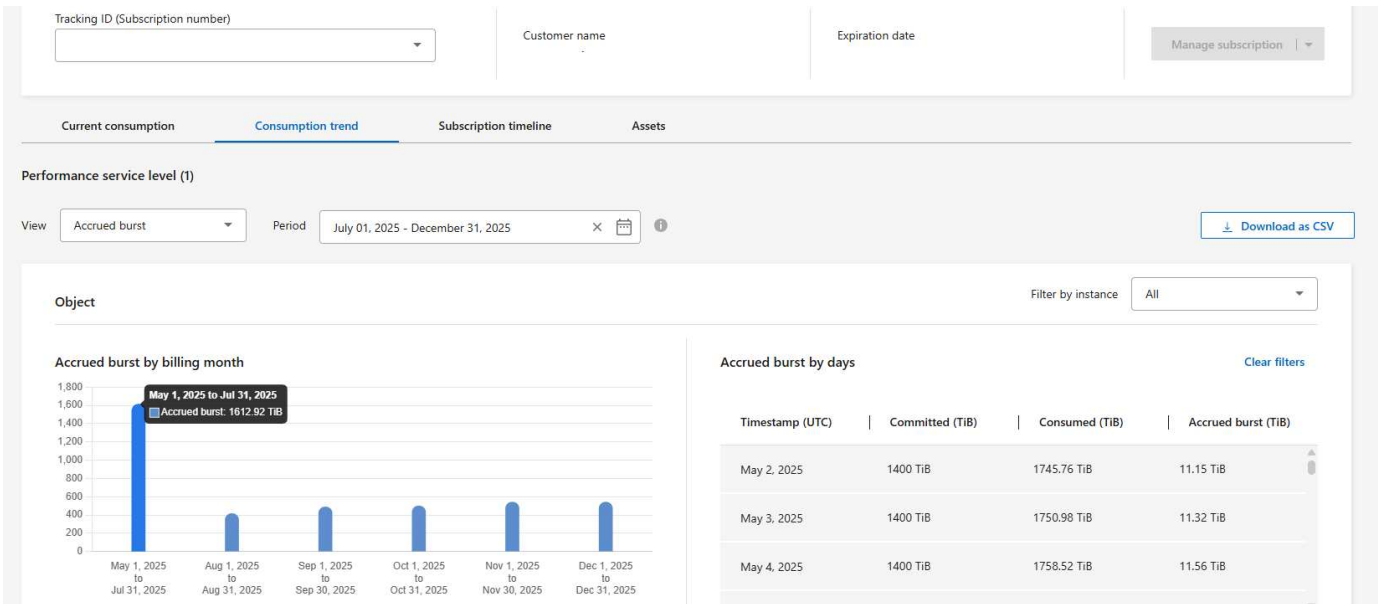 Tracking ID (Subscription number)
Customer name
Expiration date
Manage subscription
Current consumption
Consumption trend
Subscription timeline
Assets
Performance service level (1)
View
Accrued burst
Period
July 01, 2025 - December 31, 2025
Download as CSV
Object
Filter by instance
All
Accrued burst by billing month
1,800
1,600
1,400
1,200
1,000
800
600
400
200
0
May 1, 2025 to Jul 31, 2025
Accrued burst: 1612.92 TiB
May 1, 2025
to
Jul 31, 2025
Aug 1, 2025
to
Aug 31, 2025
Sep 1, 2025
to
Sep 30, 2025
Oct 1, 2025
to
Oct 31, 2025
Nov 1, 2025
to
Nov 30, 2025
Dec 1, 2025
to
Dec 31, 2025
Accrued burst by days
Clear filters
Timestamp (UTC) Committed (TiB) Consumed (TiB) Accrued burst (TiB)
May 2, 2025 1400 TiB 1745.76 TiB 11.15 TiB
May 3, 2025 1400 TiB 1750.98 TiB 11.32 TiB
May 4, 2025 1400 TiB 1758.52 TiB 11.56 TiB